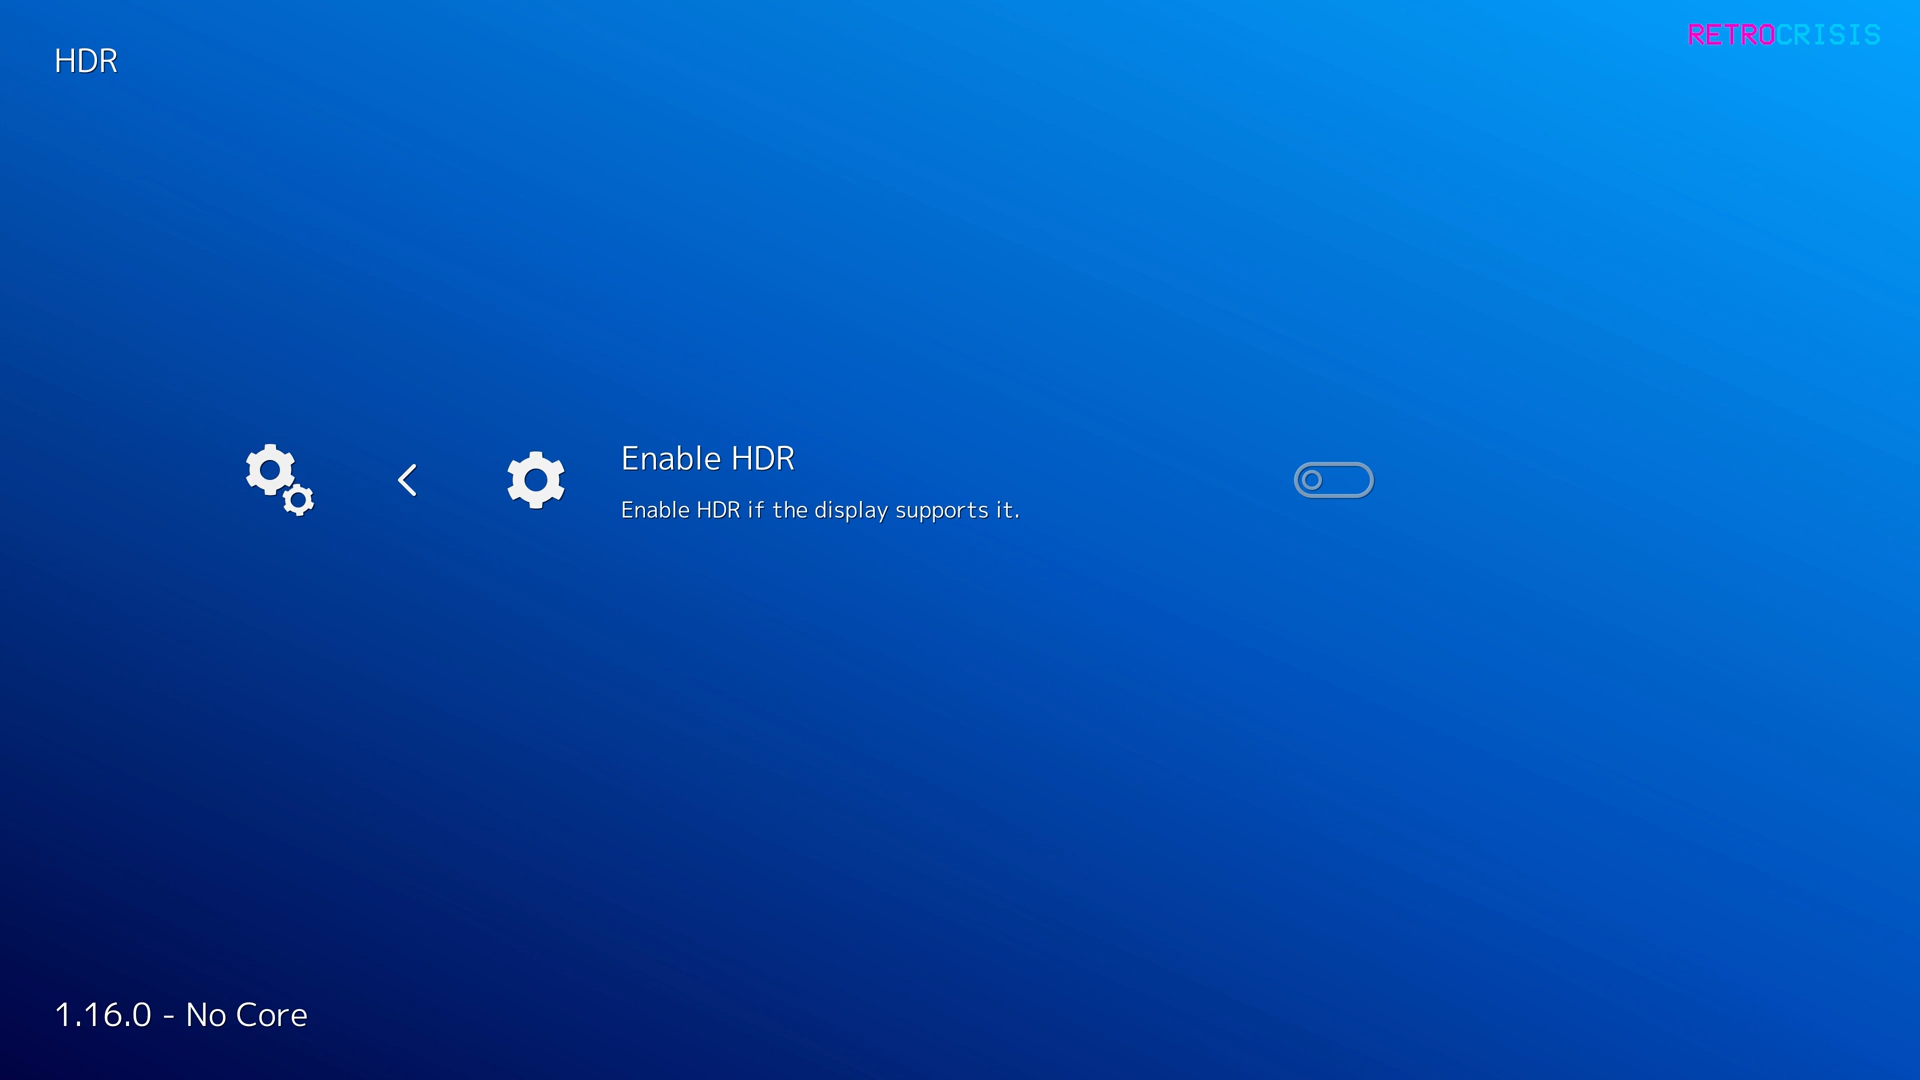 HDR
RETROCRISIS
Enable HDR
Enable HDR if the display supports it.
1.16.0 - No Core